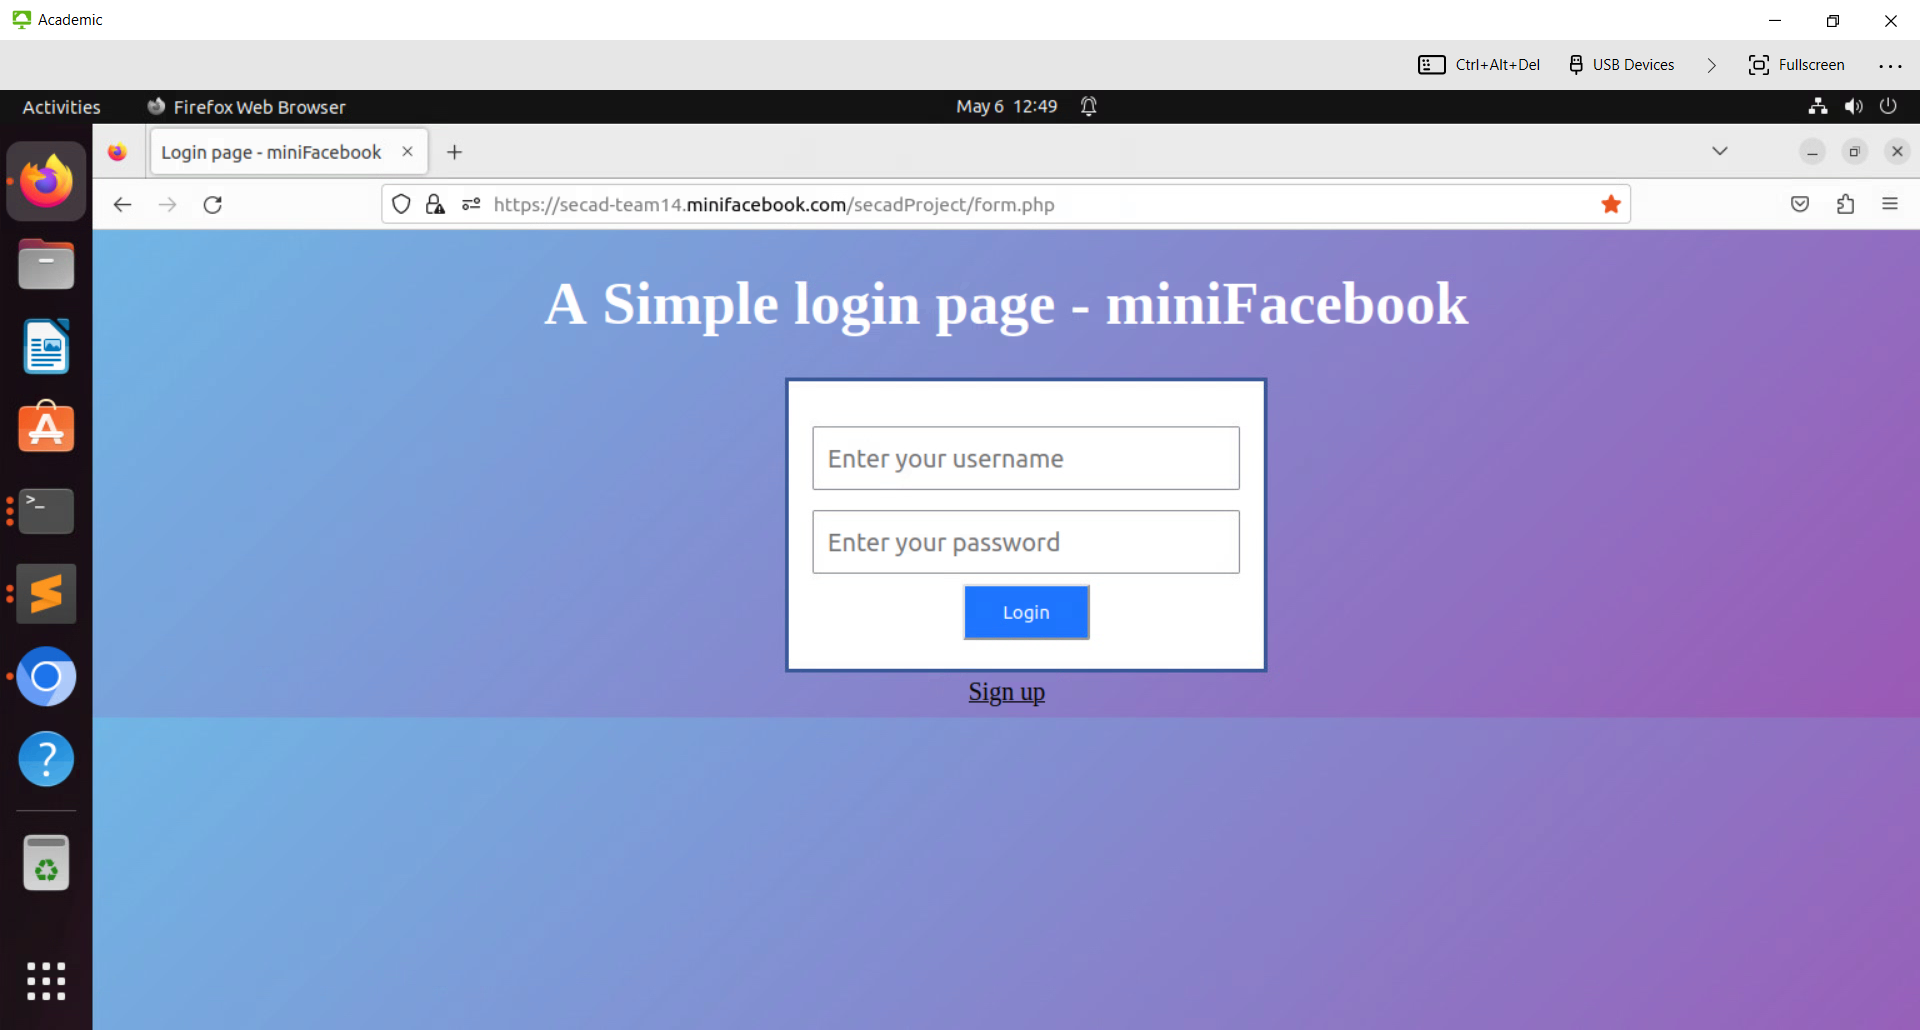 Academic
Ctrl+Alt+Del
USB Devices
Fullscreen
Activities
Firefox Web Browser
May 6 12:49
Login page - miniFacebook
https://secad-team14.minifacebook.com/secadProject/form.php
A Simple login page - miniFacebook
Enter your username
Enter your password
Login
Sign up